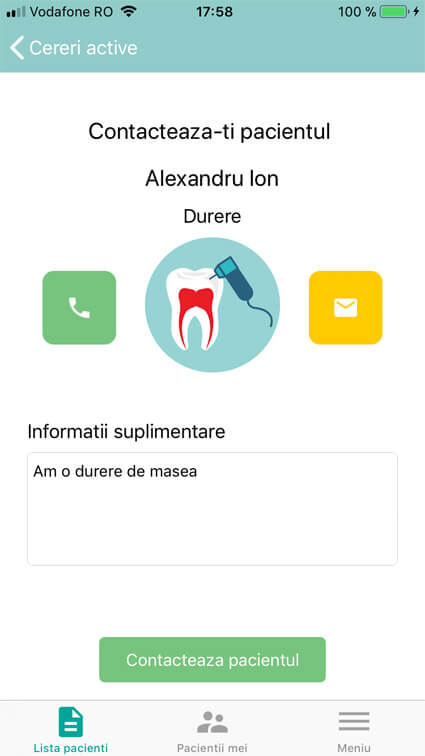 Vodafone RO 17:58 100 %
Cereri active
Contacteaza-ti pacientul
Alexandru Ion
Durere
Informatii suplimentare
Am o durere de masea
Contacteaza pacientul
Lista pacienti Pacientii mei Meniu